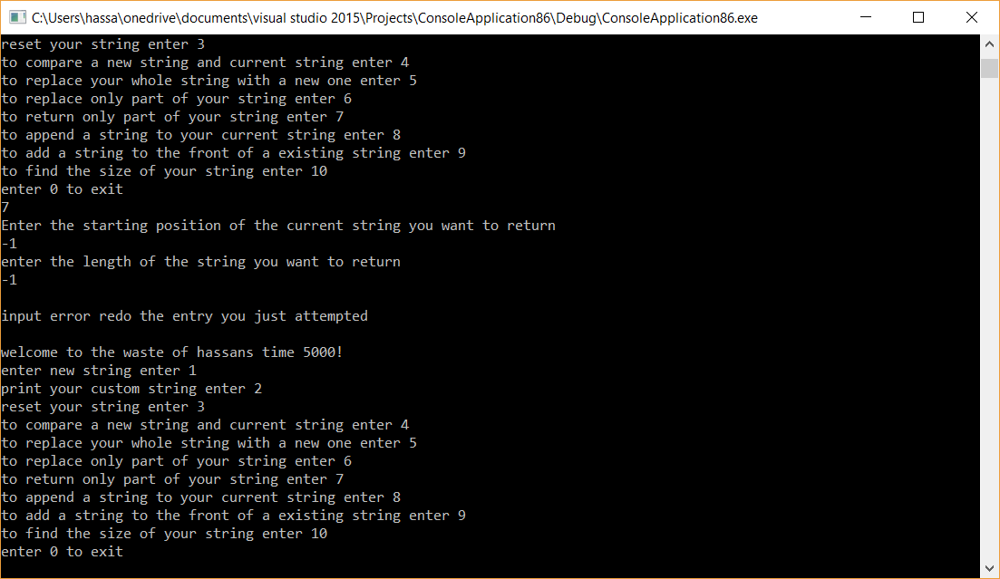 C:\Users\hassa\onedrive\documents\visual studio 2015\Projects\ConsoleApplication86\Debug\ConsoleApplication86.exe
reset your string enter 3
to compare a new string and current string enter 4
to replace your whole string with a new one enter 5
to replace only part of your string enter 6
to return only part of your string enter 7
to append a string to your current string enter 8
to add a string to the front of a existing string enter 9
to find the size of your string enter 10
enter 0 to exit
7
Enter the starting position of the current string you want to return
-1
enter the length of the string you want to return
-1
input error redo the entry you just attempted
welcome to the waste of hassans time 5000!
enter new string enter 1
print your custom string enter 2
reset your string enter 3
to compare a new string and current string enter 4
to replace your whole string with a new one enter 5
to replace only part of your string enter 6
to return only part of your string enter 7
to append a string to your current string enter 8
to add a string to the front of a existing string enter 9
to find the size of your string enter 10
enter 0 to exit